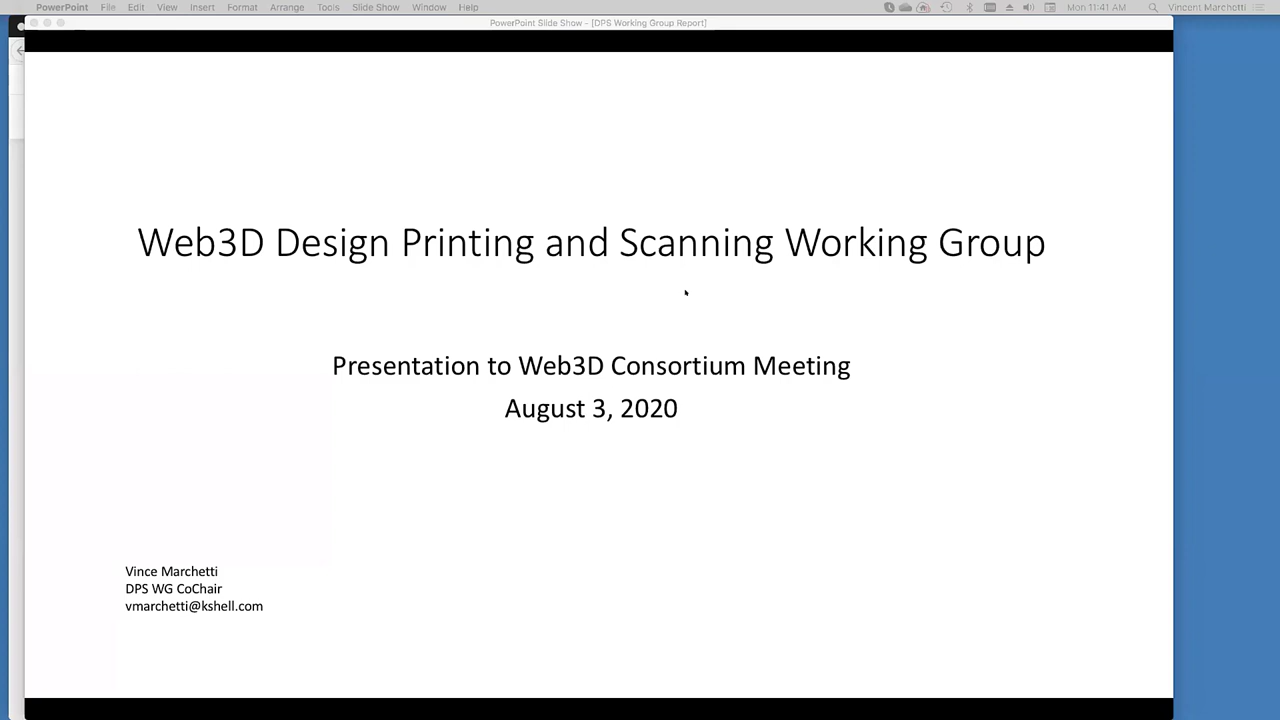 PowerPoint File Edit View Insert Format Arrange Tools Slide Show Window Help Mon 11:41 AM Vincent Marchetti
PowerPoint Slide Show - [DPS Working Group Report]
Web3D Design Printing and Scanning Working Group
Presentation to Web3D Consortium Meeting
August 3, 2020
Vince Marchetti
DPS WG CoChair
vmarchetti@kshell.com